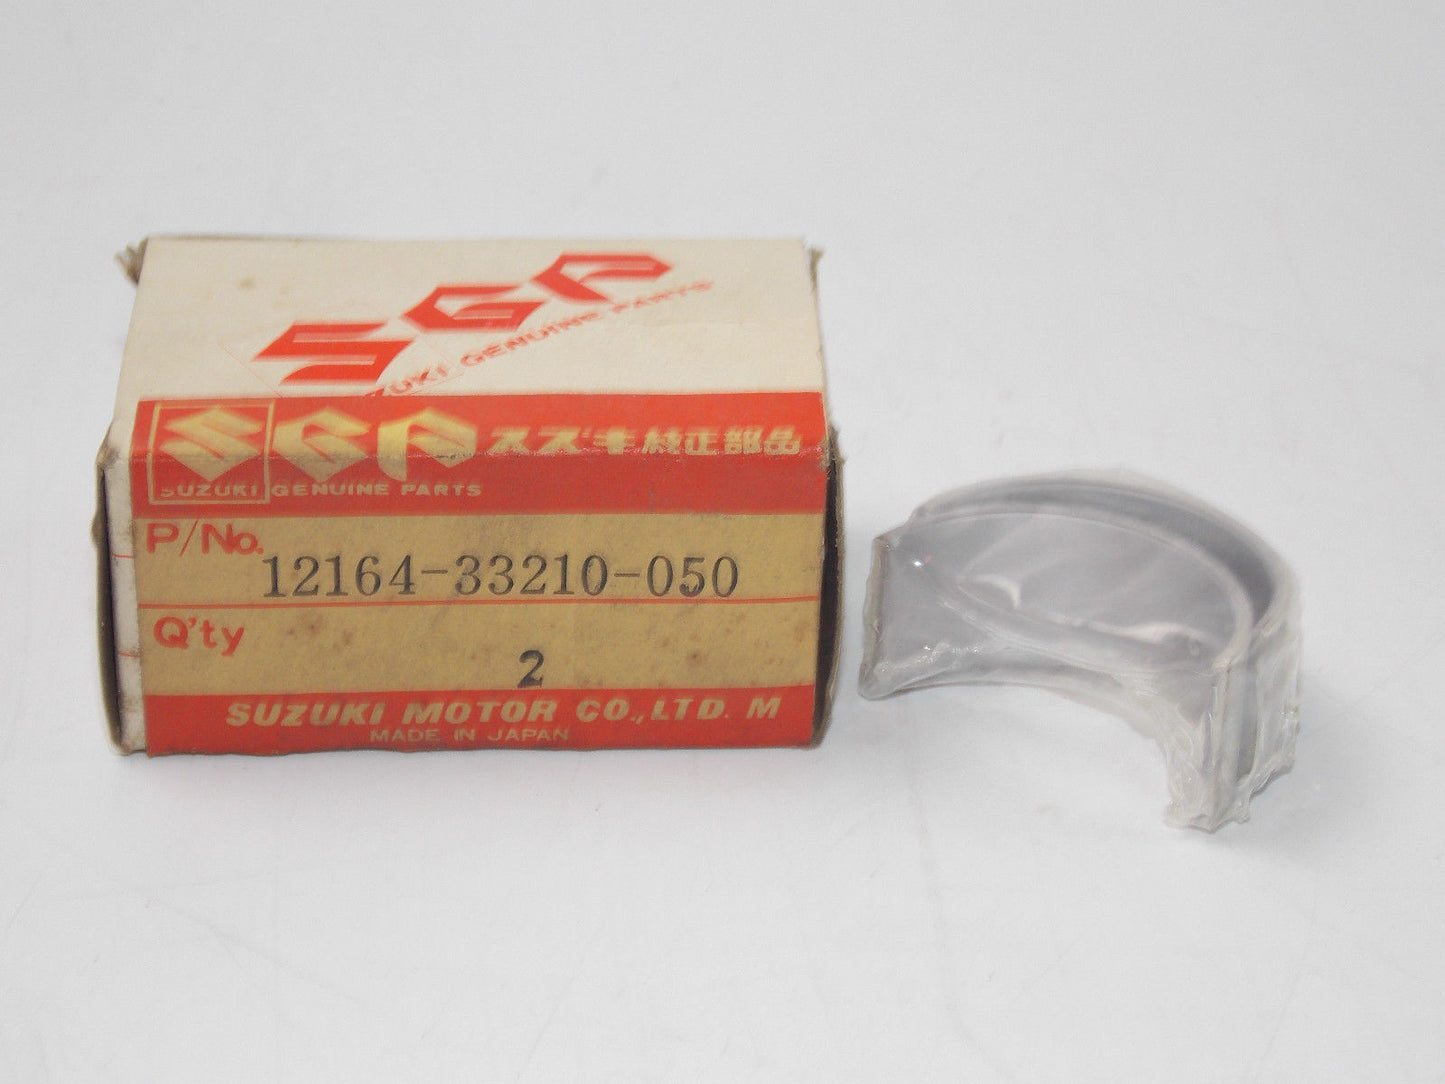 SGP
SUZUKI GENUINE PARTS
SGP スズキ純正部品
SUZUKI GENUINE PARTS
P/No. 12164-33210-050
Q'ty 2
SUZUKI MOTOR CO., LTD. M
MADE IN JAPAN